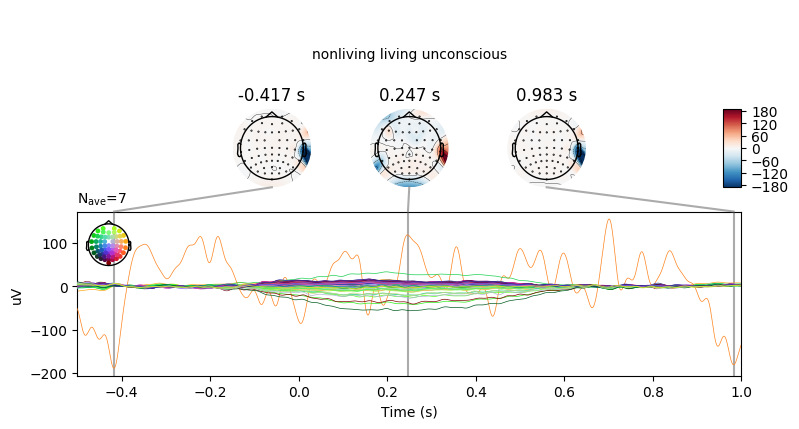 nonliving living unconscious
-0.417 s 0.247 s 0.983 s
180
120
60
0
−60
−120
−180
Nave=7
100
0
−100
−200
uV
−0.4 −0.2 0.0 0.2 0.4 0.6 0.8 1.0
Time (s)